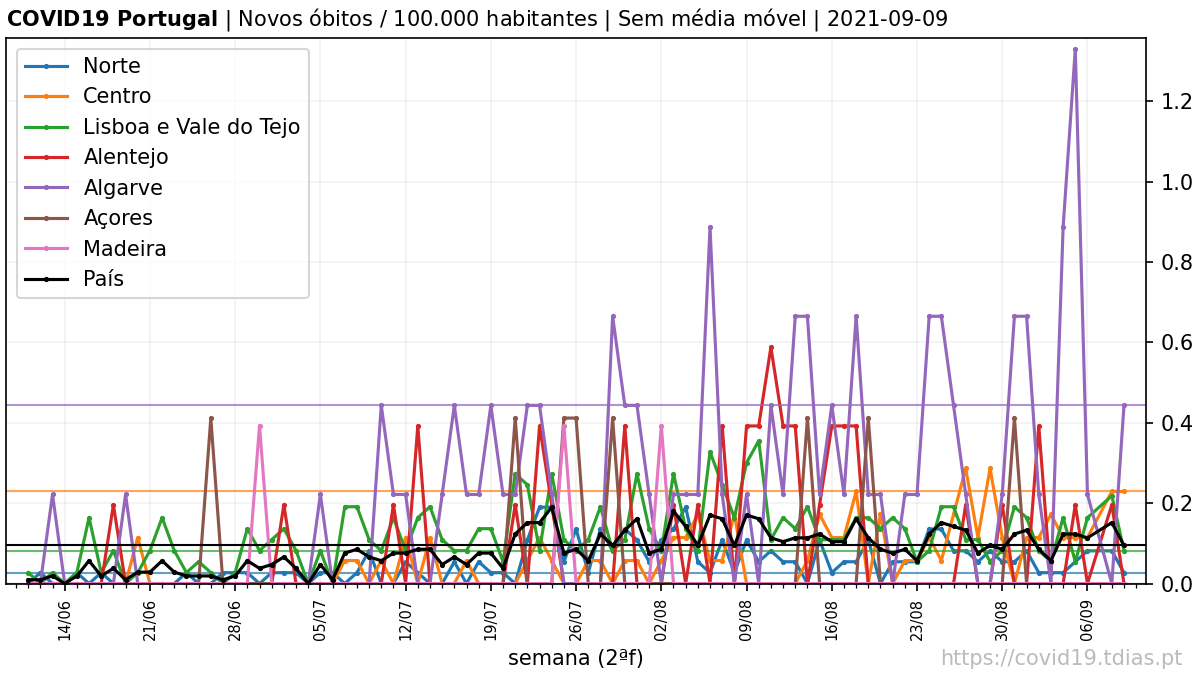 COVID19 Portugal | Novos óbitos / 100.000 habitantes | Sem média móvel | 2021-09-09
Norte
Centro
Lisboa e Vale do Tejo
Alentejo
Algarve
Açores
Madeira
País
1.2
1.0
0.8
0.6
0.4
0.2
0.0
14/06
21/06
28/06
05/07
12/07
19/07
26/07
02/08
09/08
16/08
23/08
30/08
06/09
semana (2ªf)
https://covid19.tdias.pt